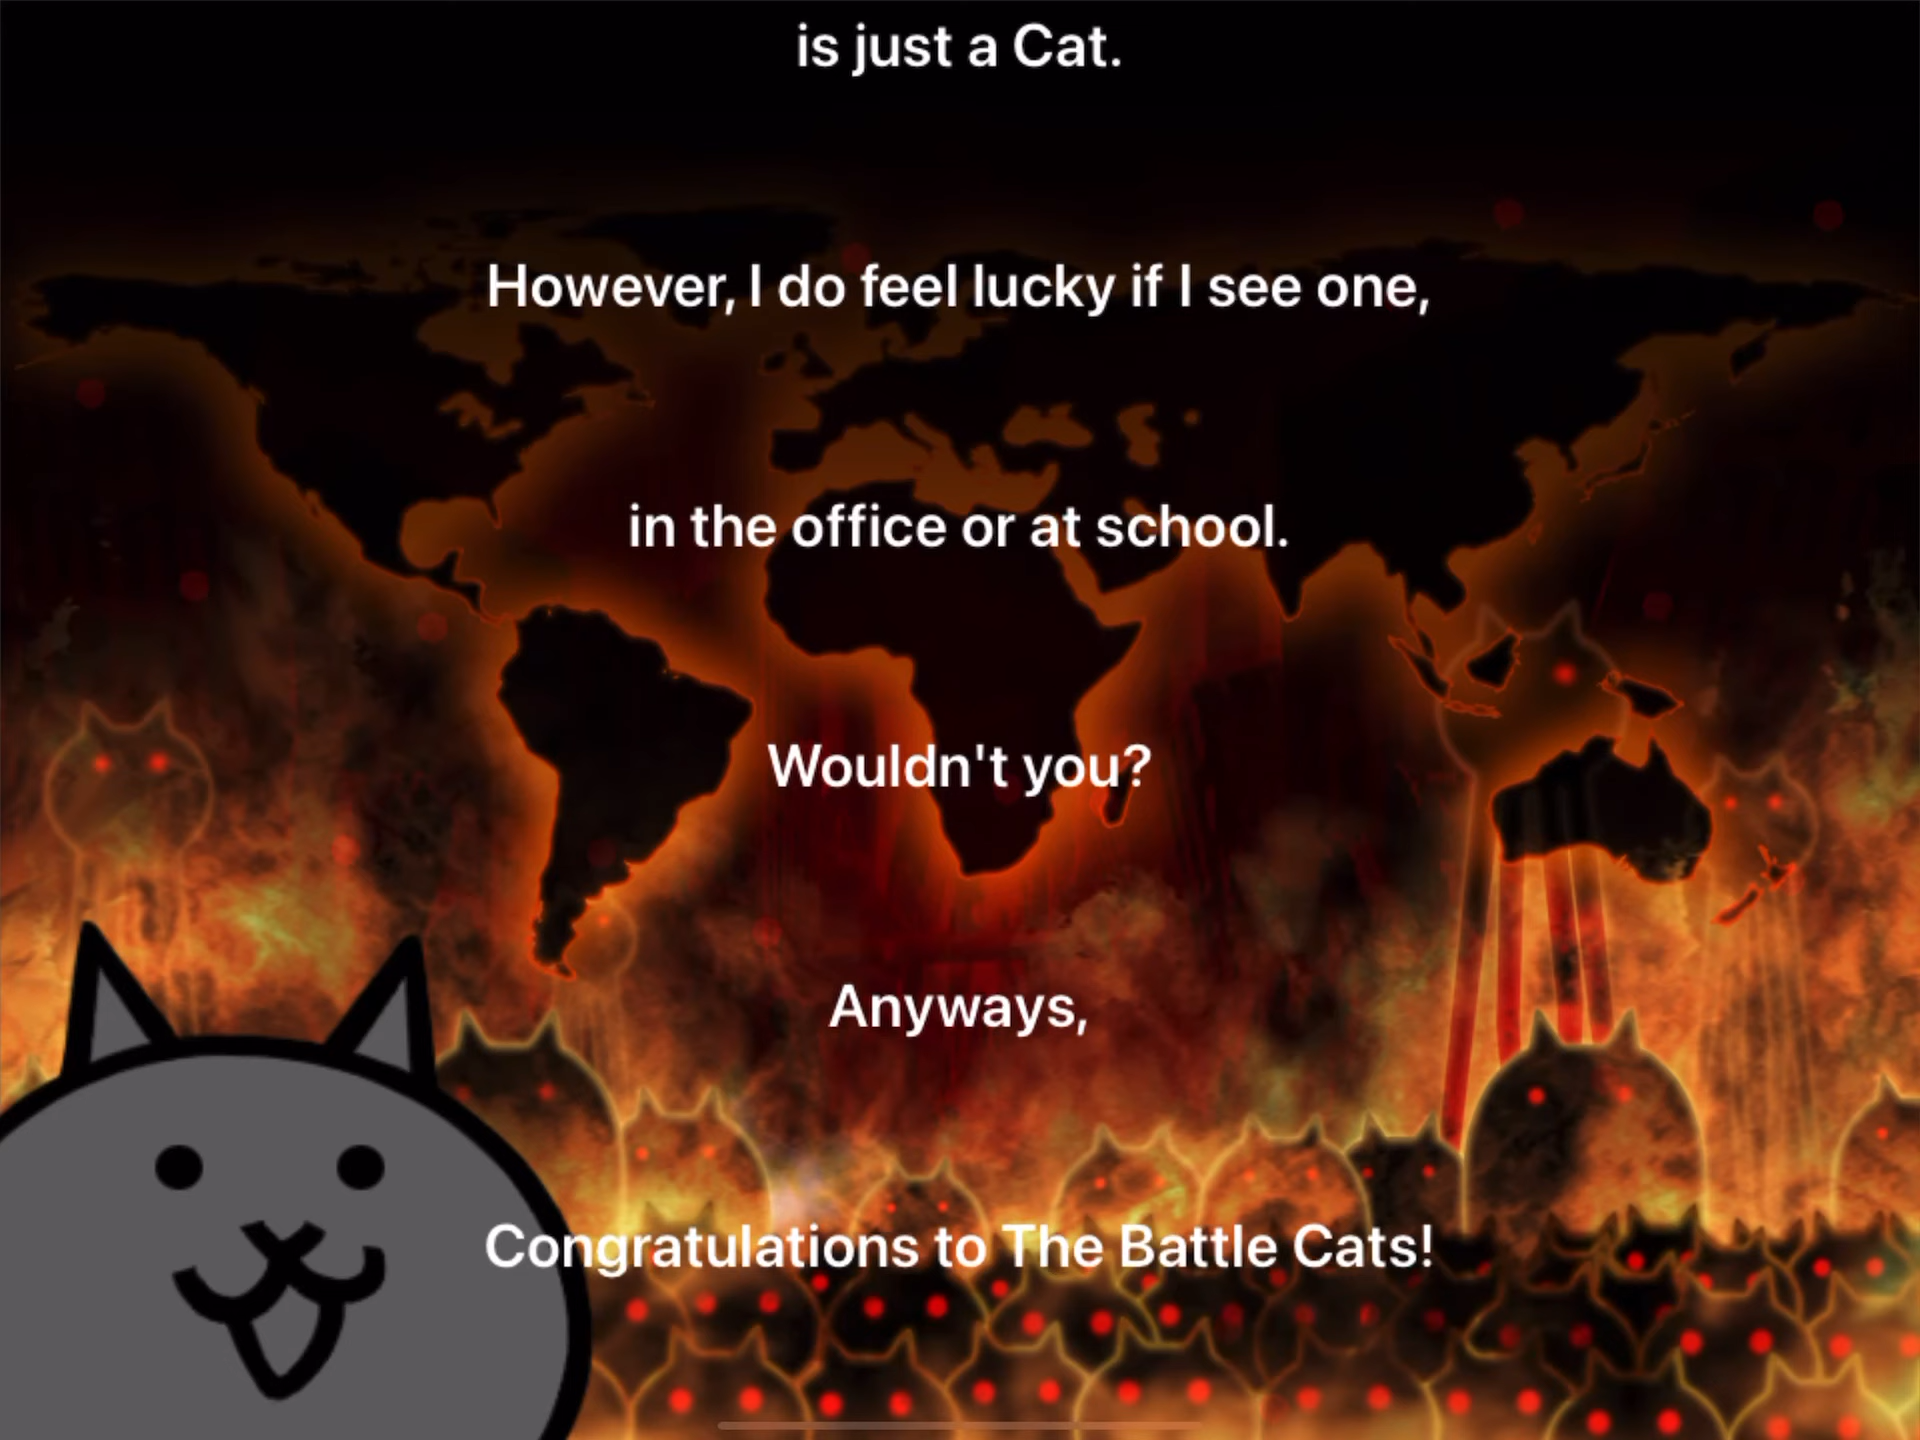 is just a Cat.
However, I do feel lucky if I see one,
in the office or at school.
Wouldn't you?
Anyways,
Congratulations to The Battle Cats!